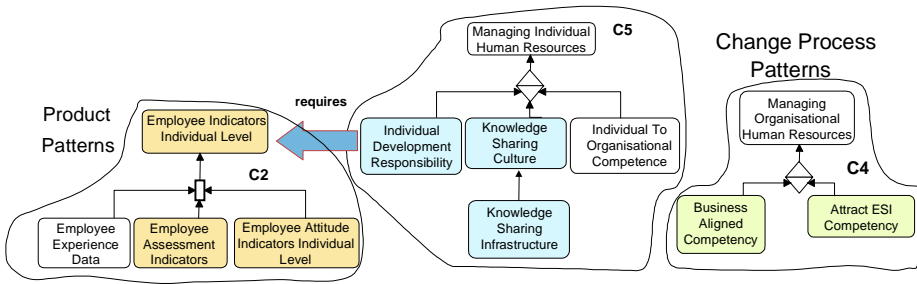 Product
Patterns
Employee Indicators
Individual Level
C2
Employee
Experience
Data
Employee
Assessment
Indicators
Employee Attitude
Indicators Individual
Level
requires
Managing Individual
Human Resources
C5
Individual
Development
Responsibility
Knowledge
Sharing
Culture
Individual To
Organisational
Competence
Knowledge
Sharing
Infrastructure
Change Process
Patterns
Managing
Organisational
Human Resources
C4
Business
Aligned
Competency
Attract ESI
Competency